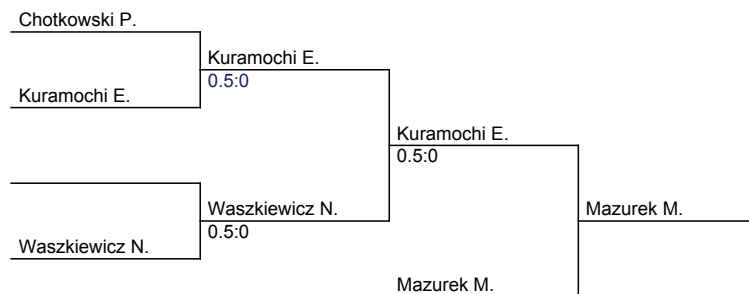 Chotkowski P.
Kuramochi E.
0.5:0
Kuramochi E.
Kuramochi E.
0.5:0
Waszkiewicz N.
0.5:0
Mazurek M.
Waszkiewicz N.
Mazurek M.